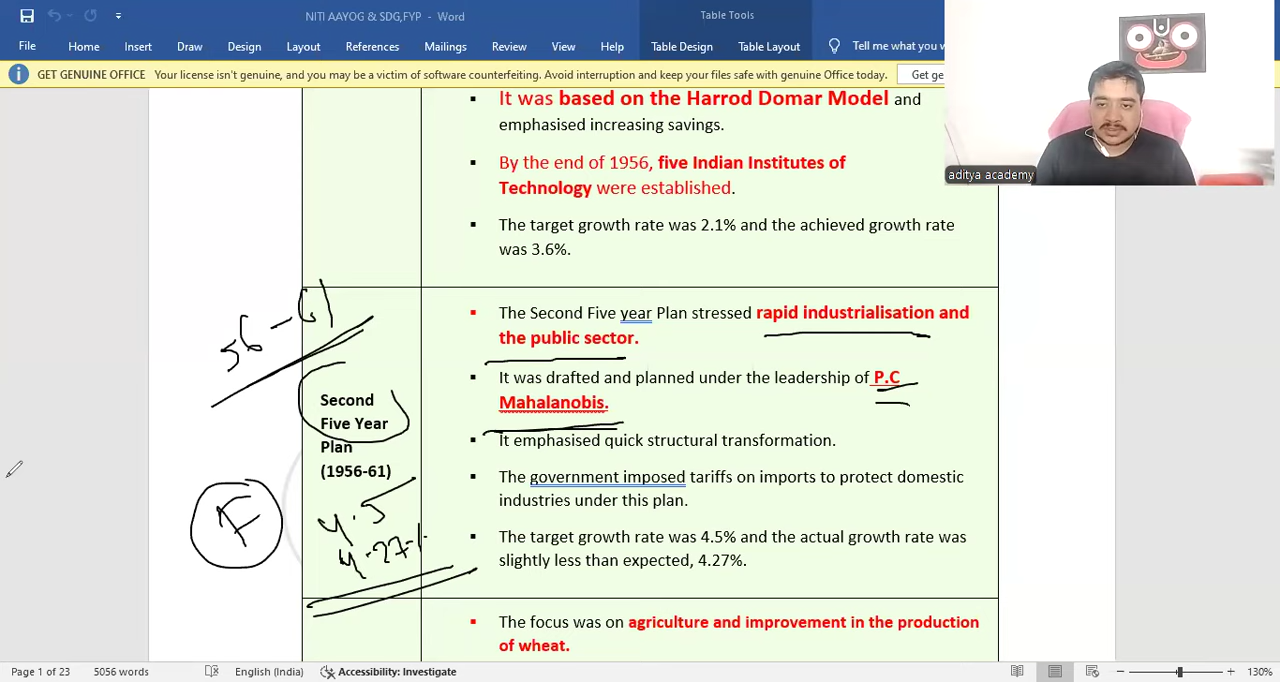 NITI AAYOG & SDG,FYP - Word
Table Tools
File Home Insert Draw Design Layout References Mailings Review View Help Table Design Table Layout Tell me what you w
GET GENUINE OFFICE Your license isn't genuine, and you may be a victim of software counterfeiting. Avoid interruption and keep your files safe with genuine Office today. Get ge
▪ It was based on the Harrod Domar Model and
emphasised increasing savings.
▪ By the end of 1956, five Indian Institutes of
Technology were established.
▪ The target growth rate was 2.1% and the achieved growth rate
was 3.6%.
aditya academy
56-61
Second
Five Year
Plan
(1956-61)
4.5
4.27
F
▪ The Second Five year Plan stressed rapid industrialisation and
the public sector.
▪ It was drafted and planned under the leadership of P.C
Mahalanobis.
▪ It emphasised quick structural transformation.
▪ The government imposed tariffs on imports to protect domestic
industries under this plan.
▪ The target growth rate was 4.5% and the actual growth rate was
slightly less than expected, 4.27%.
▪ The focus was on agriculture and improvement in the production
of wheat.
Page 1 of 23 5056 words English (India) Accessibility: Investigate 130%